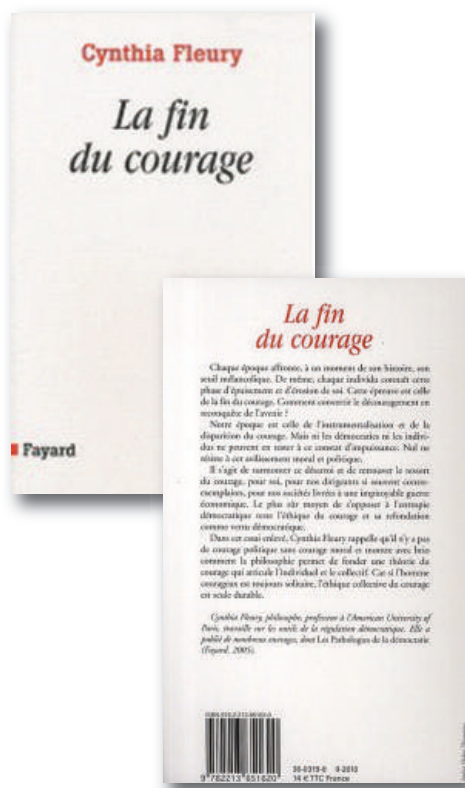 Cynthia Fleury
La fin
du courage
Fayard
La fin
du courage
Chaque époque affronte, à un moment de son histoire, son
seuil mélancolique. De même, chaque individu connaît cette
phase d'épuisement et d'érosion de soi. Cette épreuve est celle
de la fin du courage. Comment convertir le découragement en
reconquête de l'avenir ?
Notre époque est celle de l'instrumentalisation et de la
disparition du courage. Mais ni les démocraties ni les indivi-
dus ne peuvent en rester à ce constat d'impuissance. Nul ne
résiste à cet avilissement moral et politique.
Il s'agit de surmonter ce désarroi et de retrouver le ressort
du courage, pour soi, pour nos dirigeants si souvent contre-
exemplaires, pour nos sociétés livrées à une impitoyable guerre
économique. Le plus sûr moyen de s'opposer à l'entropie
démocratique reste l'éthique du courage et sa refondation
comme vertu démocratique.
Dans cet essai enlevé, Cynthia Fleury rappelle qu'il n'y a pas
de courage politique sans courage moral et montre avec brio
comment la philosophie permet de fonder une théorie du
courage qui articule l'individuel et le collectif. Car si l'homme
courageux est toujours solitaire, l'éthique collective du courage
est seule durable.
Cynthia Fleury, philosophe, professeur à l'American University of
Paris, travaille sur les outils de la régulation démocratique. Elle a
publié de nombreux ouvrages, dont Les Pathologies de la démocratie
(Fayard, 2005).
9 782213 651620
36-0319-0 9-2010
14 € TTC France